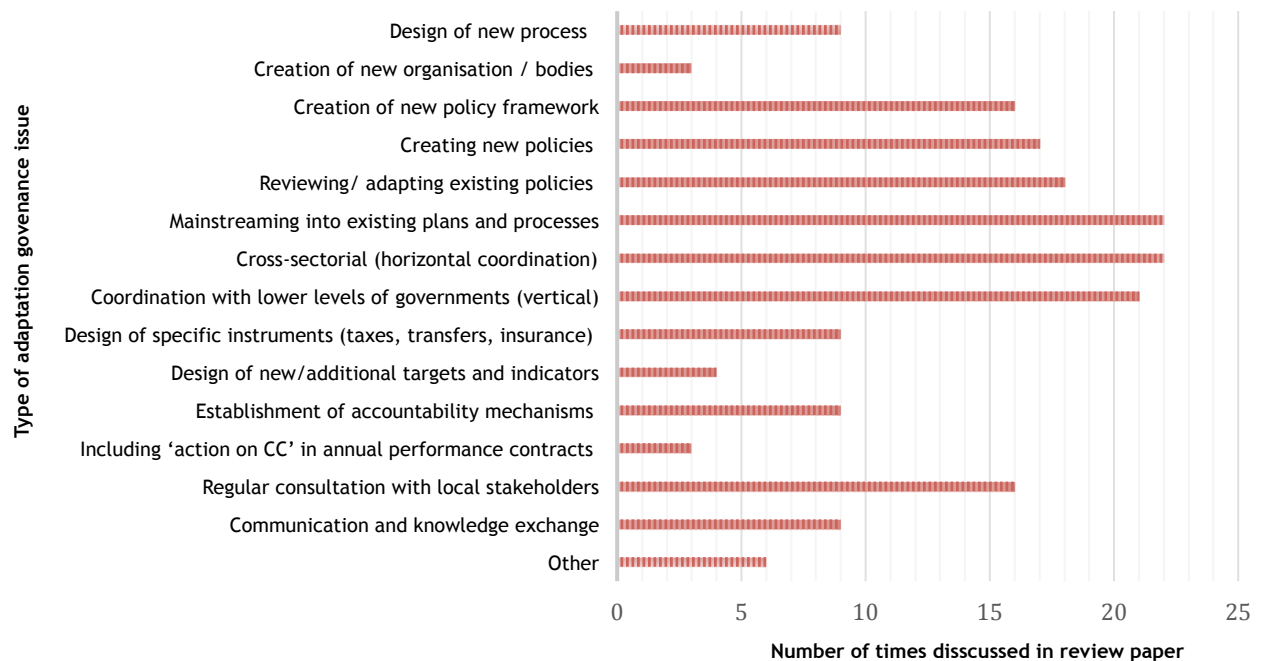 Type of adaptation govenance issue
Design of new process
Creation of new organisation / bodies
Creation of new policy framework
Creating new policies
Reviewing/ adapting existing policies
Mainstreaming into existing plans and processes
Cross-sectorial (horizontal coordination)
Coordination with lower levels of governments (vertical)
Design of specific instruments (taxes, transfers, insurance)
Design of new/additional targets and indicators
Establishment of accountability mechanisms
Including ‘action on CC’ in annual performance contracts
Regular consultation with local stakeholders
Communication and knowledge exchange
Other
0 5 10 15 20 25
Number of times disscussed in review paper